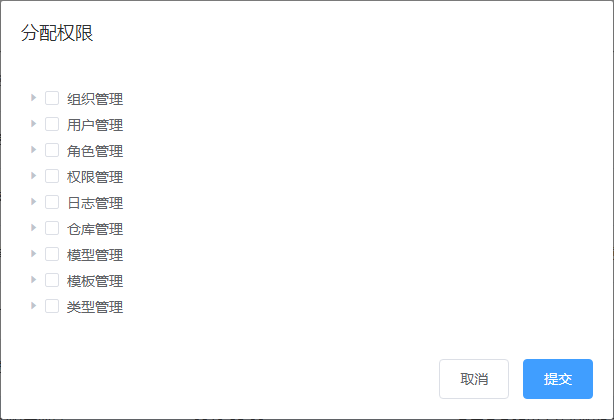 分配权限
组织管理
用户管理
角色管理
权限管理
日志管理
仓库管理
模型管理
模板管理
类型管理
取消
提交